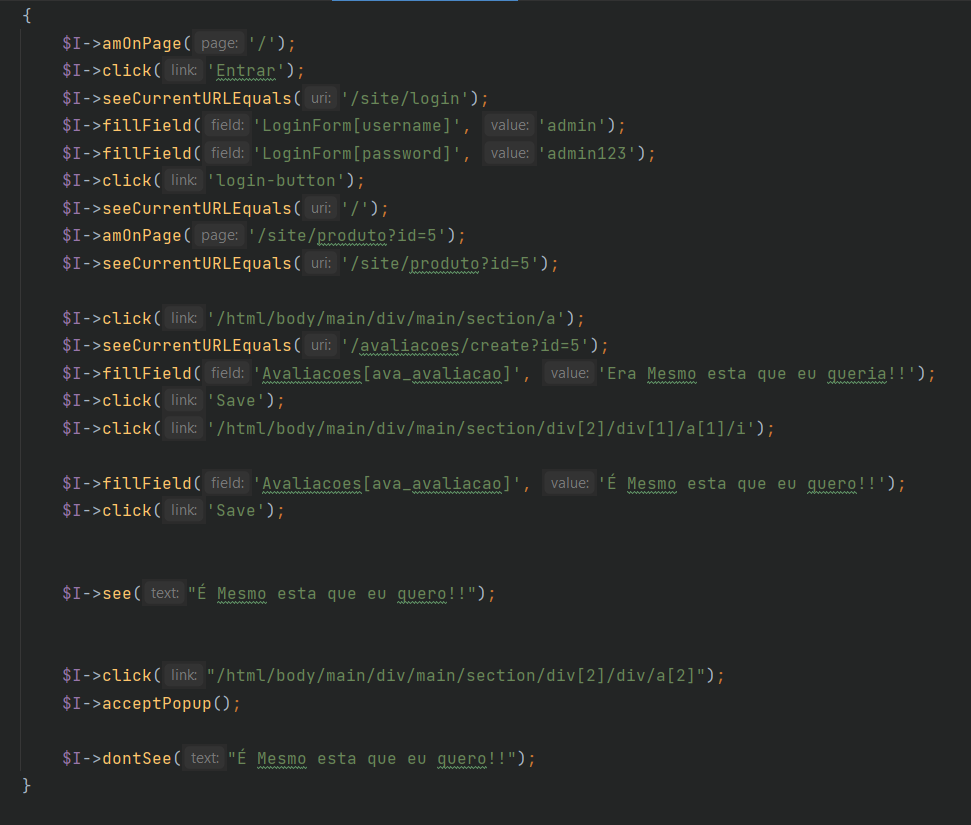 {
$I->amOnPage( page: '/');
$I->click( link: 'Entrar');
$I->seeCurrentURLEquals( uri: '/site/login');
$I->fillField( field: 'LoginForm[username]', value: 'admin');
$I->fillField( field: 'LoginForm[password]', value: 'admin123');
$I->click( link: 'login-button');
$I->seeCurrentURLEquals( uri: '/');
$I->amOnPage( page: '/site/produto?id=5');
$I->seeCurrentURLEquals( uri: '/site/produto?id=5');
$I->click( link: '/html/body/main/div/main/section/a');
$I->seeCurrentURLEquals( uri: '/avaliacoes/create?id=5');
$I->fillField( field: 'Avaliacoes[ava_avaliacao]', value: 'Era Mesmo esta que eu queria!!');
$I->click( link: 'Save');
$I->click( link: '/html/body/main/div/main/section/div[2]/div[1]/a[1]/i');
$I->fillField( field: 'Avaliacoes[ava_avaliacao]', value: 'É Mesmo esta que eu quero!!');
$I->click( link: 'Save');
$I->see( text: "É Mesmo esta que eu quero!!");
$I->click( link: "/html/body/main/div/main/section/div[2]/div/a[2]");
$I->acceptPopup();
$I->dontSee( text: "É Mesmo esta que eu quero!!");
}